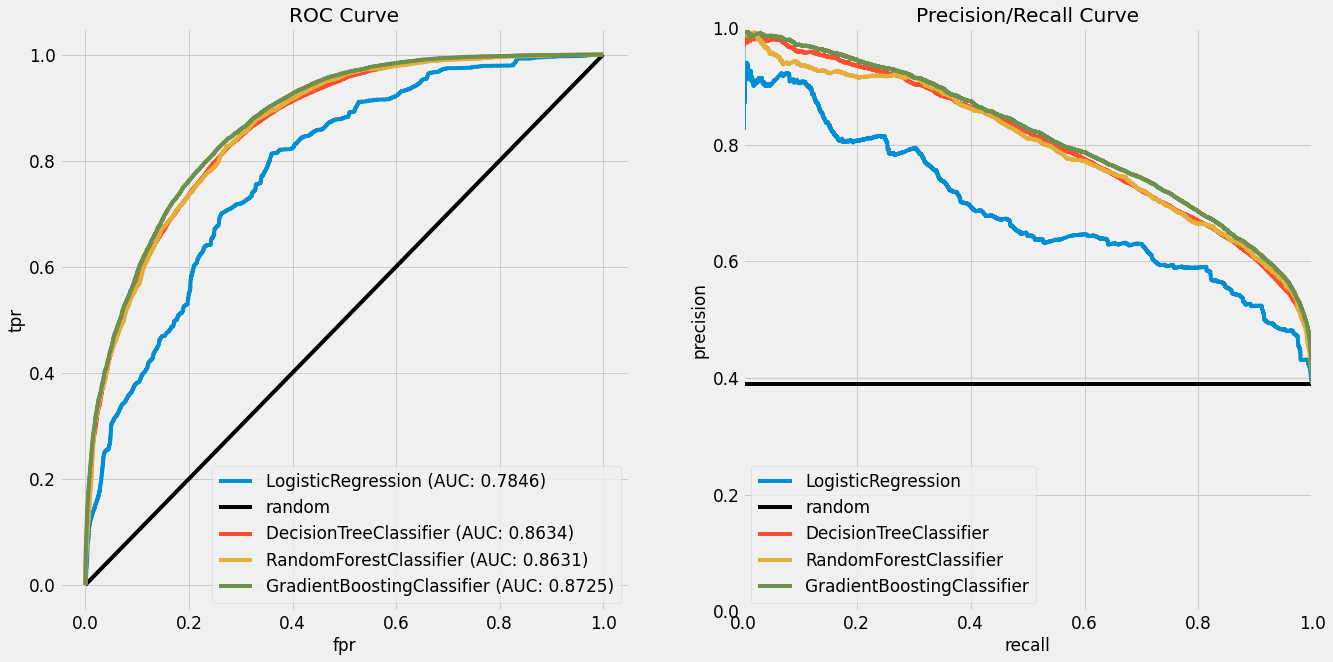 ROC Curve
1.0
0.8
0.6
0.4
0.2
0.0
tpr
0.0 0.2 0.4 0.6 0.8 1.0
fpr
LogisticRegression (AUC: 0.7846)
random
DecisionTreeClassifier (AUC: 0.8634)
RandomForestClassifier (AUC: 0.8631)
GradientBoostingClassifier (AUC: 0.8725)
Precision/Recall Curve
1.0
0.8
0.6
0.4
0.2
0.0
precision
0.0 0.2 0.4 0.6 0.8 1.0
recall
LogisticRegression
random
DecisionTreeClassifier
RandomForestClassifier
GradientBoostingClassifier